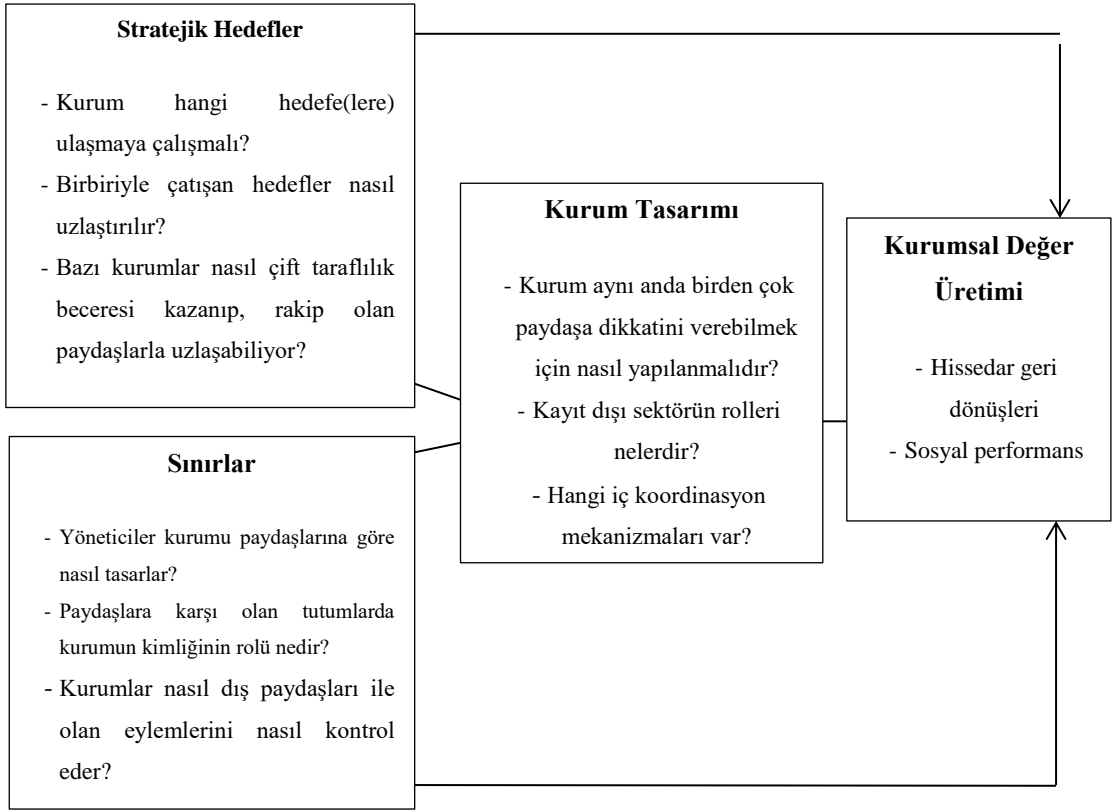 Stratejik Hedefler
- Kurum hangi hedefe(lere)
ulaşmaya çalışmalı?
- Birbiriyle çatışan hedefler nasıl
uzlaştırılır?
- Bazı kurumlar nasıl çift taraflılık
beceresi kazanıp, rakip olan
paydaşlarla uzlaşabiliyor?
Sınırlar
- Yöneticiler kurumu paydaşlarına göre
nasıl tasarlar?
- Paydaşlara karşı olan tutumlarda
kurumun kimliğinin rolü nedir?
- Kurumlar nasıl dış paydaşları ile
olan eylemlerini nasıl kontrol
eder?
Kurum Tasarımı
- Kurum aynı anda birden çok
paydaşa dikkatini verebilmek
için nasıl yapılanmalıdır?
- Kayıt dışı sektörün rolleri
nelerdir?
- Hangi iç koordinasyon
mekanizmaları var?
Kurumsal Değer
Üretimi
- Hissedar geri
dönüşleri
- Sosyal performans